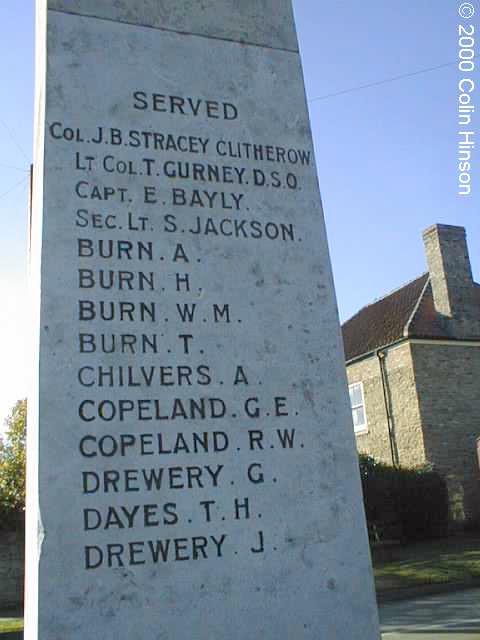 SERVED
COL. J.B. STRACEY CLITHEROW
LT COL. T. GURNEY. D.S.O.
CAPT. E. BAYLY.
SEC. LT. S. JACKSON.
BURN. A.
BURN. H.
BURN. W. M.
BURN. T.
CHILVERS. A.
COPELAND. G. E.
COPELAND. R. W.
DREWERY. G.
DAYES. T. H.
DREWERY. J.
© 2000 Colin Hinson